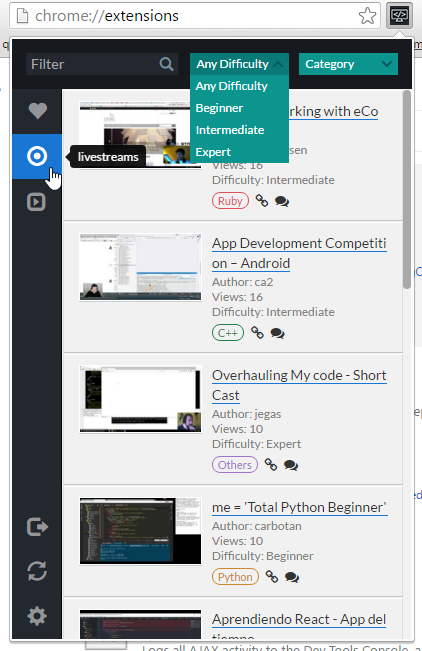 chrome://extensions
Filter
Any Difficulty
Category
Any Difficulty
Beginner
Intermediate
Expert
livestreams
rking with eCo
sen
Views: 16
Difficulty: Intermediate
Ruby
App Development Competiti
on – Android
Author: ca2
Views: 16
Difficulty: Intermediate
C++
Overhauling My code - Short
Cast
Author: jegas
Views: 10
Difficulty: Expert
Others
me = 'Total Python Beginner'
Author: carbotan
Views: 10
Difficulty: Beginner
Python
Aprendiendo React - App del
tiempo
Logs all AJAX activity to the Dev Tools Console, a